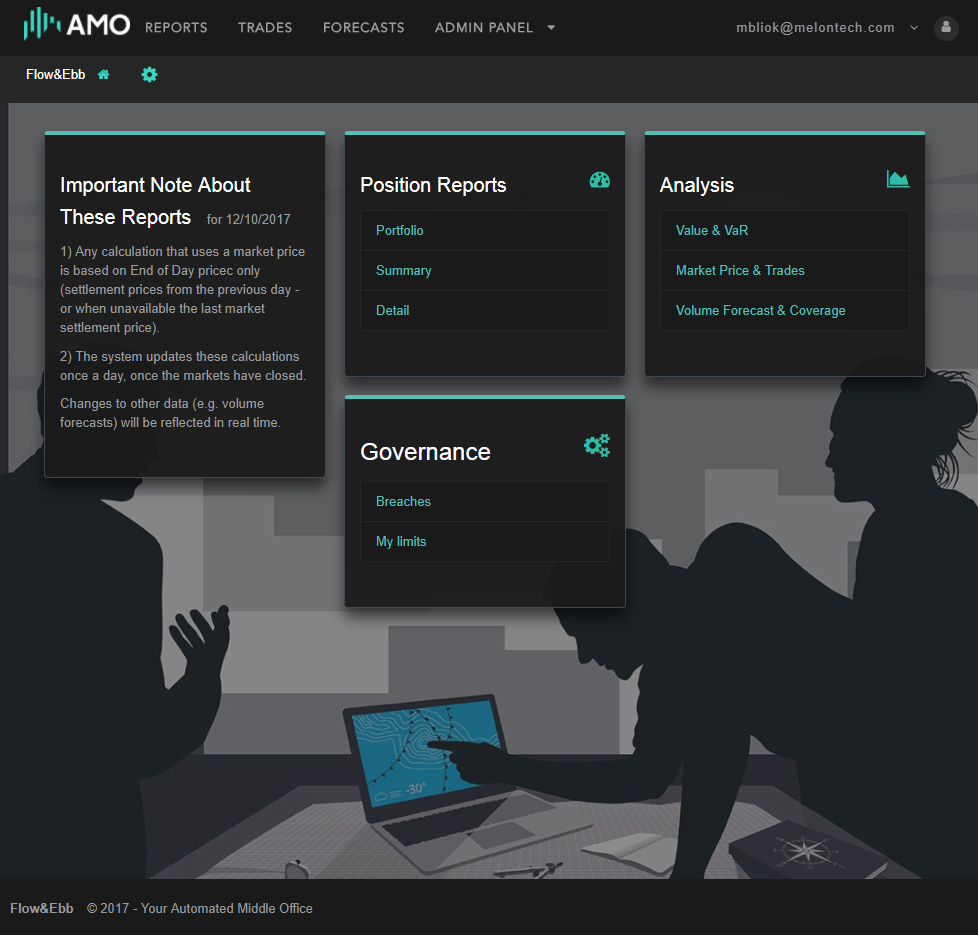 AMO REPORTS TRADES FORECASTS ADMIN PANEL mbliok@melontech.com
Flow&Ebb
Important Note About
These Reports for 12/10/2017
1) Any calculation that uses a market price
is based on End of Day pricec only
(settlement prices from the previous day -
or when unavailable the last market
settlement price).
2) The system updates these calculations
once a day, once the markets have closed.
Changes to other data (e.g. volume
forecasts) will be reflected in real time.
Position Reports
Portfolio
Summary
Detail
Analysis
Value & VaR
Market Price & Trades
Volume Forecast & Coverage
Governance
Breaches
My limits
-30°
Flow&Ebb © 2017 - Your Automated Middle Office